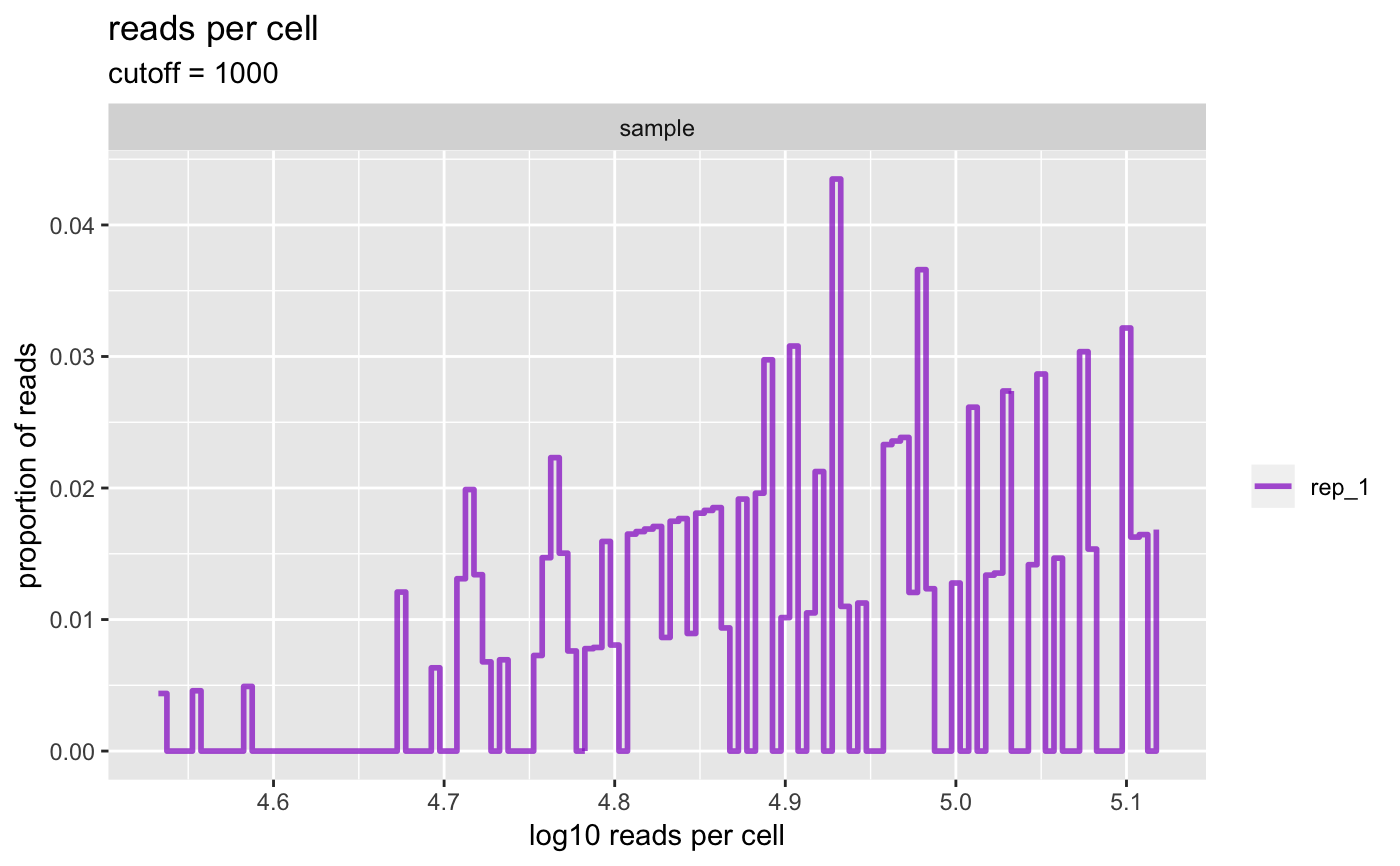 reads per cell
cutoff = 1000
sample
0.04
0.03
0.02
0.01
0.00
proportion of reads
4.6 4.7 4.8 4.9 5.0 5.1
log10 reads per cell
rep_1